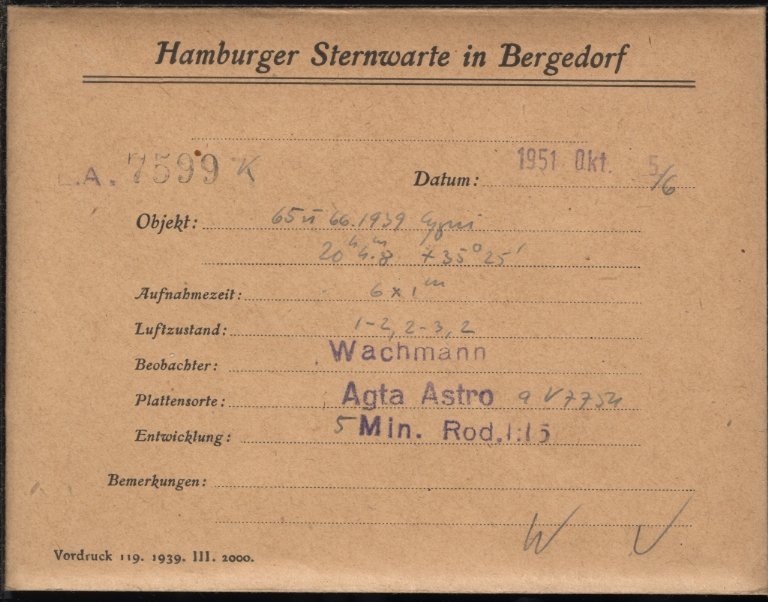 Hamburger Sternwarte in Bergedorf
L.A. 7599 K
Datum: 1951 Okt. 5/6
Objekt: 65 u 66.1939 Cygni
20h 4m.8 +35° 25'
Aufnahmezeit: 6 x 1m
Luftzustand: 1-2, 2-3, 2
Beobachter: Wachmann
Plattensorte: Agfa Astro
Entwicklung: 5 Min. Rod. 1:15
Bemerkungen:
W V
Vordruck 119. 1939. III. 2000.